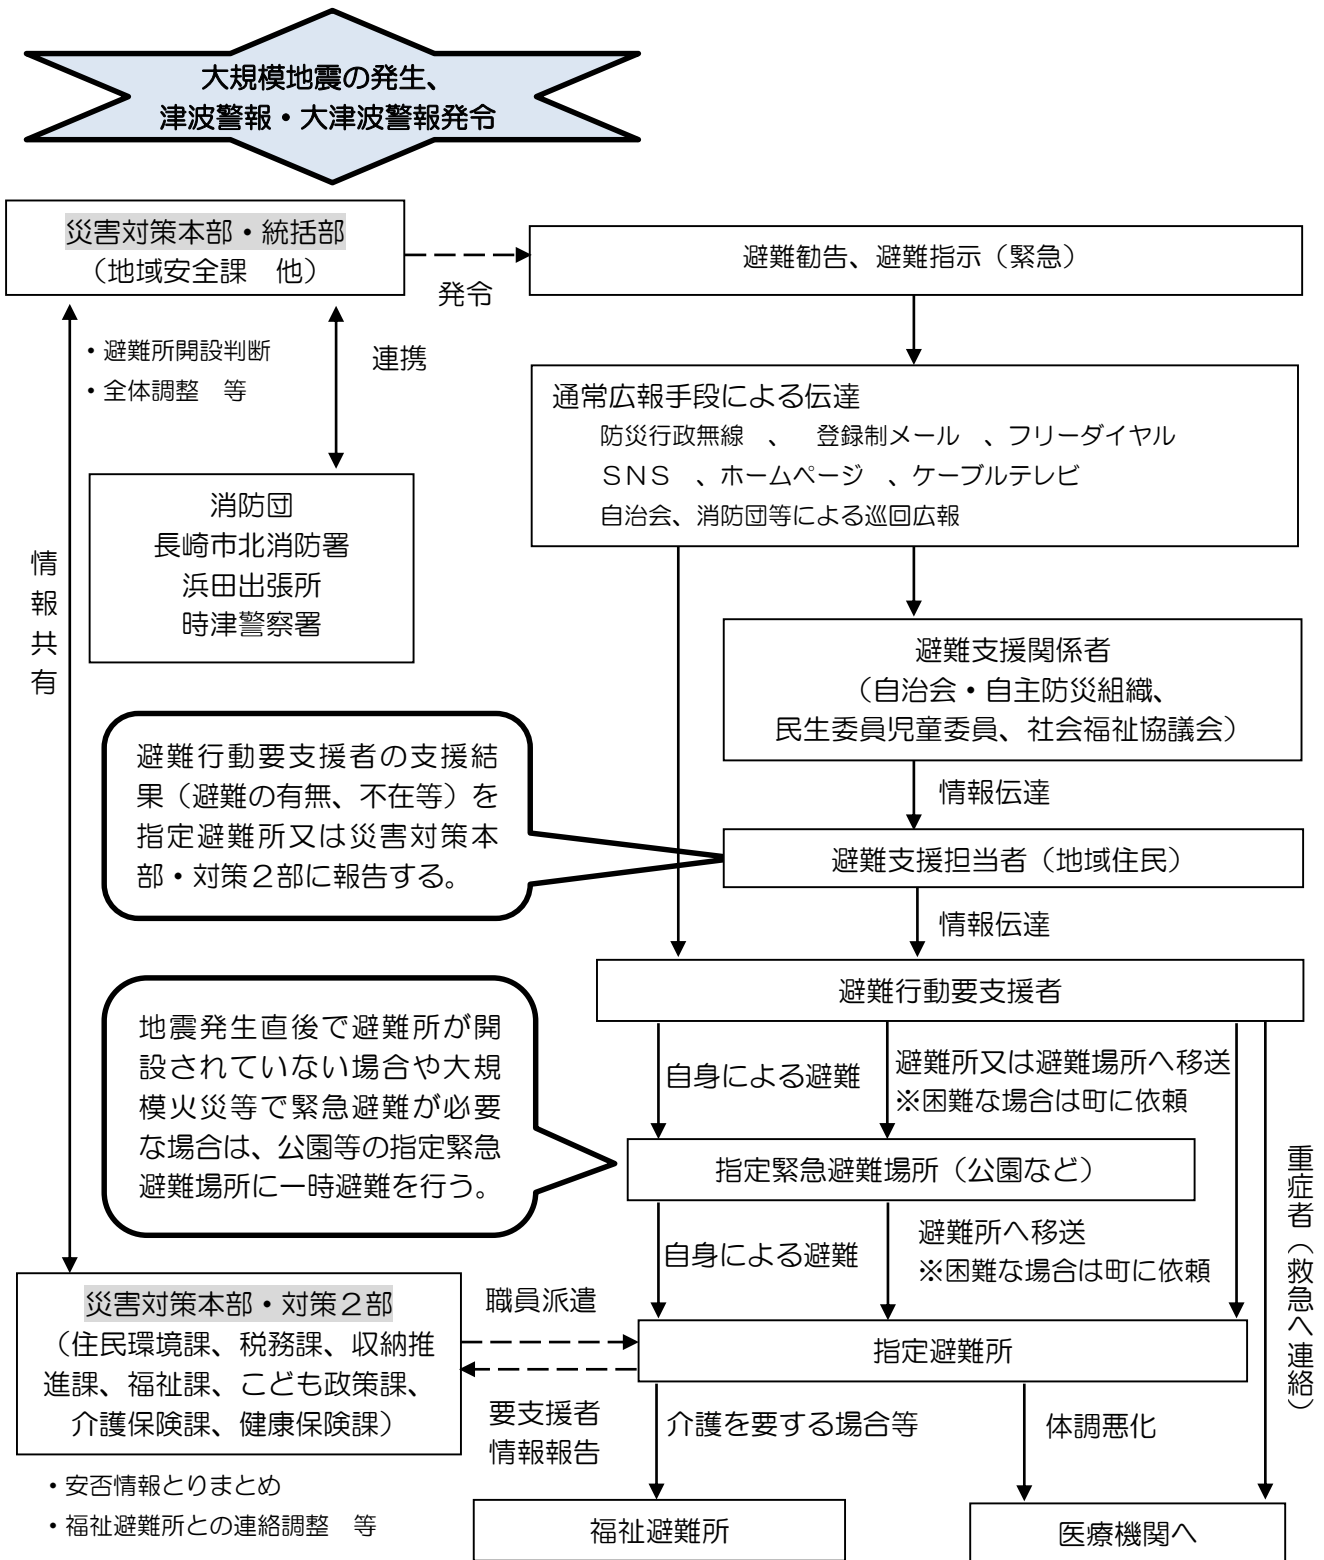 大規模地震の発生、
津波警報・大津波警報発令
災害対策本部・統括部
（地域安全課　他）
発令
避難勧告、避難指示（緊急）
・避難所開設判断
・全体調整　等
連携
通常広報手段による伝達
防災行政無線　、　登録制メール　、フリーダイヤル
ＳＮＳ　、ホームページ　、ケーブルテレビ
自治会、消防団等による巡回広報
消防団
長崎市北消防署
浜田出張所
時津警察署
情報共有
避難支援関係者
（自治会・自主防災組織、
民生委員児童委員、社会福祉協議会）
情報伝達
避難行動要支援者の支援結
果（避難の有無、不在等）を
指定避難所又は災害対策本
部・対策２部に報告する。
避難支援担当者（地域住民）
情報伝達
避難行動要支援者
地震発生直後で避難所が開
設されていない場合や大規
模火災等で緊急避難が必要
な場合は、公園等の指定緊急
避難場所に一時避難を行う。
自身による避難
避難所又は避難場所へ移送
※困難な場合は町に依頼
指定緊急避難場所（公園など）
重症者（救急へ連絡）
自身による避難
避難所へ移送
※困難な場合は町に依頼
災害対策本部・対策２部
（住民環境課、税務課、収納推
進課、福祉課、こども政策課、
介護保険課、健康保険課）
職員派遣
指定避難所
要支援者
情報報告
介護を要する場合等
体調悪化
・安否情報とりまとめ
・福祉避難所との連絡調整　等
福祉避難所
医療機関へ